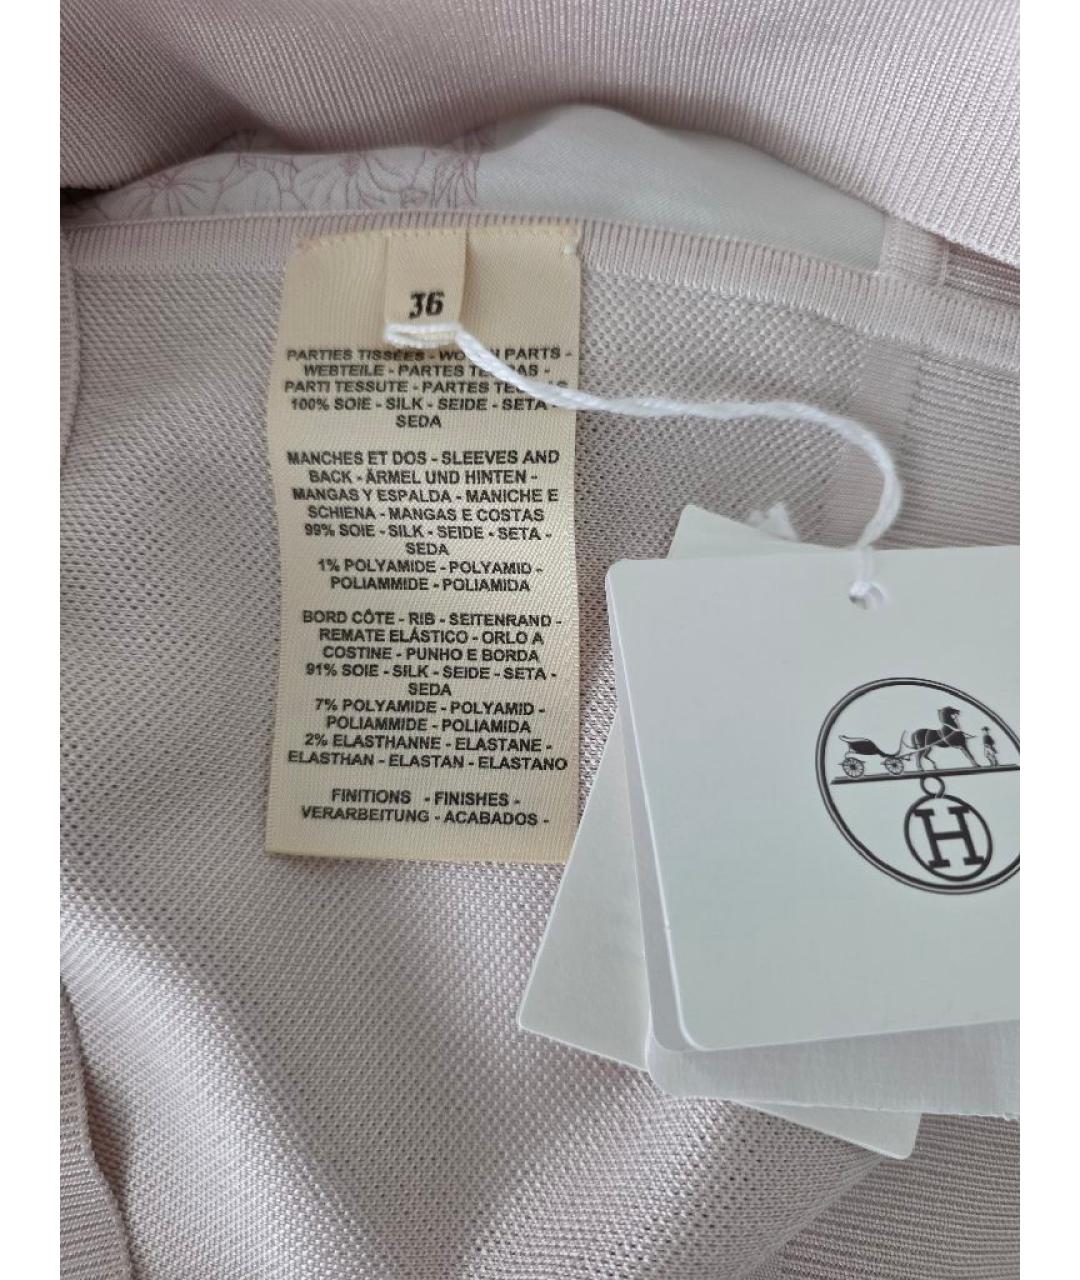 36
PARTIES TISSÉES - PARTS -
WEBTEILE - PARTES
PARTI TESSUTE - PARTES
100% SOIE - SILK - SEIDE - SETA -
SEDA
MANCHES ET DOS - SLEEVES AND
BACK - ÄRMEL UND HINTEN -
MANGAS Y ESPALDA - MANICHE E
SCHIENA - MANGAS E COSTAS
99% SOIE - SILK - SEIDE - SETA -
SEDA
1% POLYAMIDE - POLYAMID -
POLIAMMIDE - POLIAMIDA
BORD CÔTE - RIB - SEITENRAND -
REMATE ELÁSTICO - ORLO A
COSTINE - PUNHO E BORDA
91% SOIE - SILK - SEIDE - SETA -
SEDA
7% POLYAMIDE - POLYAMID -
POLIAMMIDE - POLIAMIDA
2% ELASTHANNE - ELASTANE -
ELASTHAN - ELASTAN - ELASTANO
FINITIONS - FINISHES -
VERARBEITUNG - ACABADOS -
H